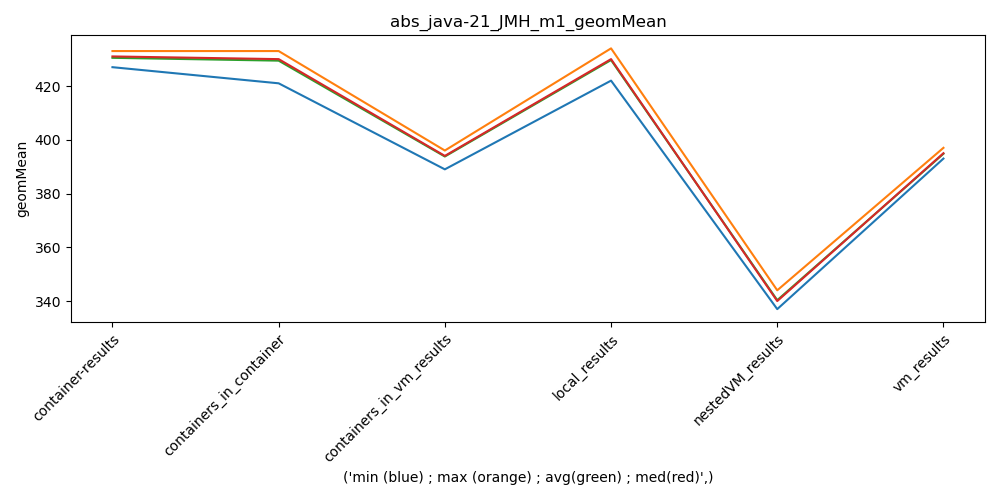 abs_java-21_JMH_m1_geomMean
geomMean
420
400
380
360
340
container-results
containers_in_container
containers_in_vm_results
local_results
nestedVM_results
vm_results
('min (blue) ; max (orange) ; avg(green) ; med(red)',)